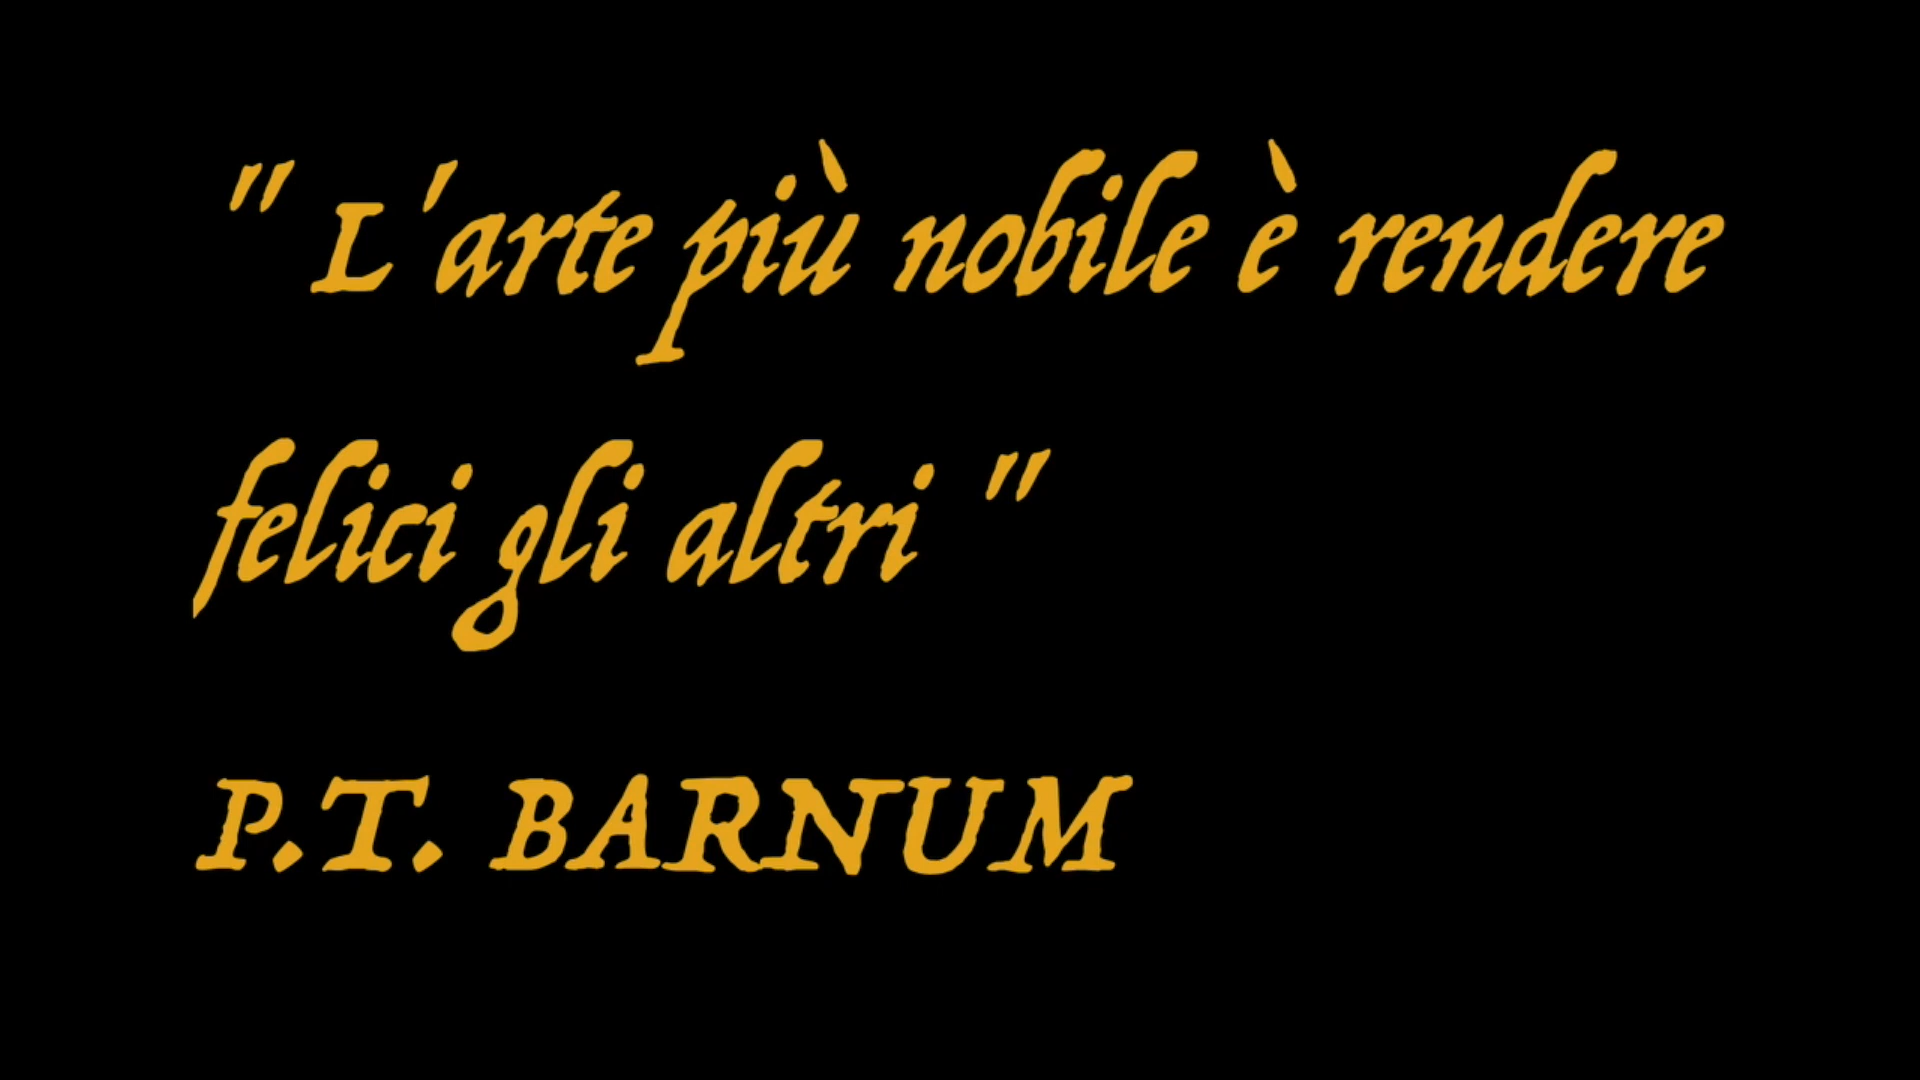 " L'arte più nobile è rendere
felici gli altri "
P.T. BARNUM